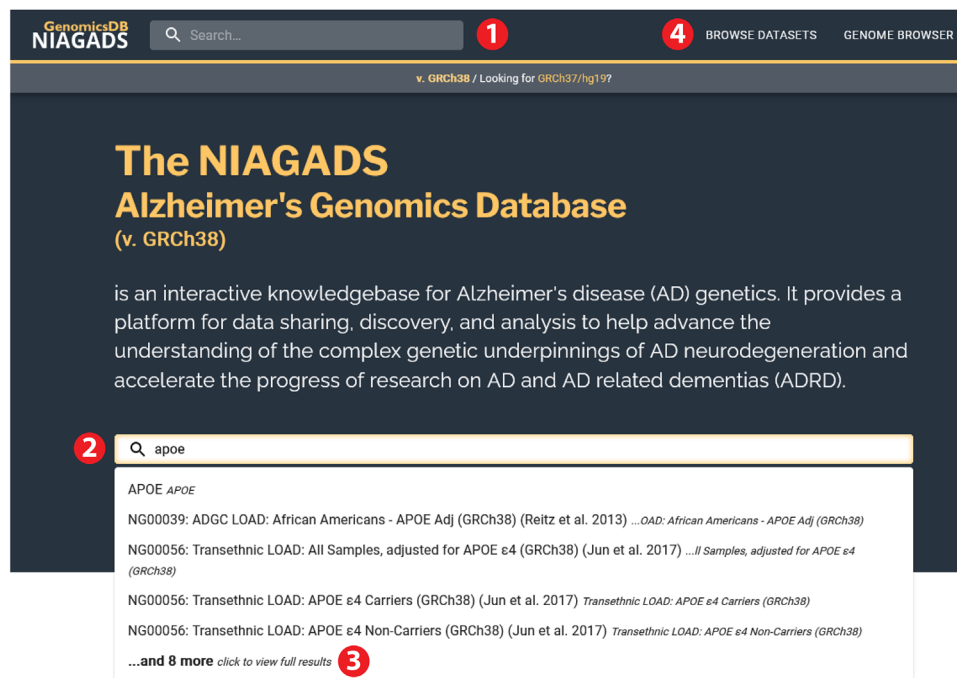 GenomicsDB
NIAGADS
Search...
1
4
BROWSE DATASETS
GENOME BROWSER
v. GRCh38 / Looking for GRCh37/hg19?
The NIAGADS
Alzheimer's Genomics Database
(v. GRCh38)
is an interactive knowledgebase for Alzheimer's disease (AD) genetics. It provides a
platform for data sharing, discovery, and analysis to help advance the
understanding of the complex genetic underpinnings of AD neurodegeneration and
accelerate the progress of research on AD and AD related dementias (ADRD).
2
apoe
APOE APOE
NG00039: ADGC LOAD: African Americans - APOE Adj (GRCh38) (Reitz et al. 2013) ...OAD: African Americans - APOE Adj (GRCh38)
NG00056: Transethnic LOAD: All Samples, adjusted for APOE ε4 (GRCh38) (Jun et al. 2017) ...ll Samples, adjusted for APOE ε4
(GRCh38)
NG00056: Transethnic LOAD: APOE ε4 Carriers (GRCh38) (Jun et al. 2017) Transethnic LOAD: APOE ε4 Carriers (GRCh38)
NG00056: Transethnic LOAD: APOE ε4 Non-Carriers (GRCh38) (Jun et al. 2017) Transethnic LOAD: APOE ε4 Non-Carriers (GRCh38)
...and 8 more click to view full results 3